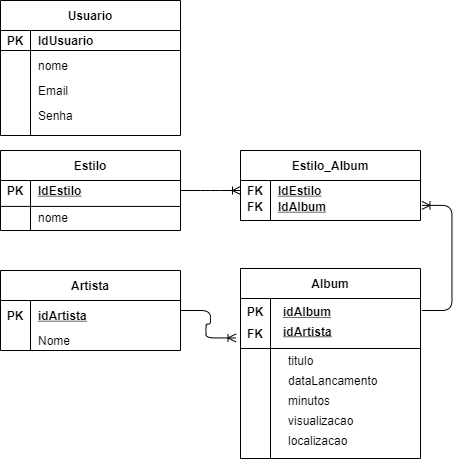 Usuario
PK IdUsuario
nome
Email
Senha
Estilo
PK IdEstilo
nome
Estilo_Album
FK IdEstilo
FK IdAlbum
Artista
PK idArtista
Nome
Album
PK idAlbum
FK idArtista
titulo
dataLancamento
minutos
visualizacao
localizacao